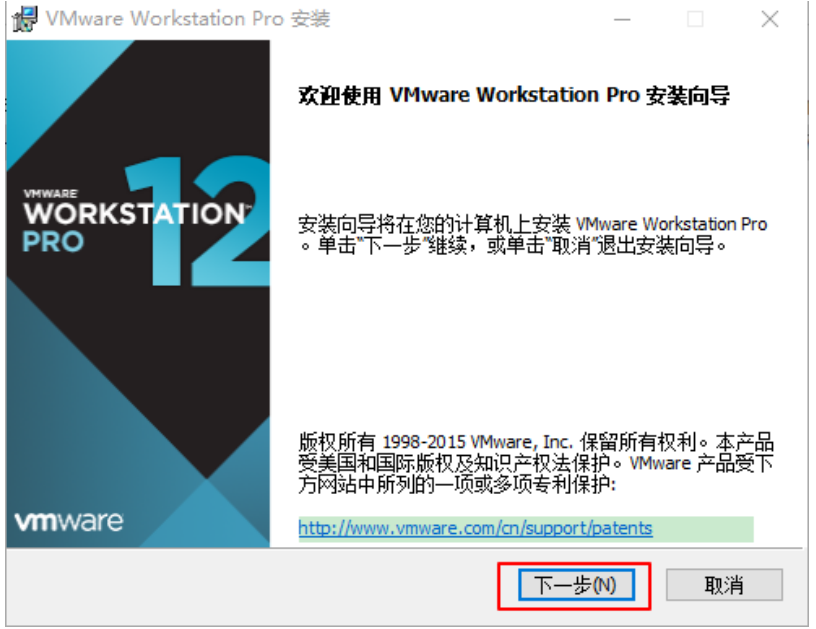 VMware Workstation Pro 安装
欢迎使用 VMware Workstation Pro 安装向导
12
VMWARE
WORKSTATION™
PRO
安装向导将在您的计算机上安装 VMware Workstation Pro
。单击"下一步"继续，或单击"取消"退出安装向导。
版权所有 1998-2015 VMware, Inc. 保留所有权利。本产品
受美国和国际版权及知识产权法保护。VMware 产品受下
方网站中所列的一项或多项专利保护:
http://www.vmware.com/cn/support/patents
vmware
下一步(N)
取消